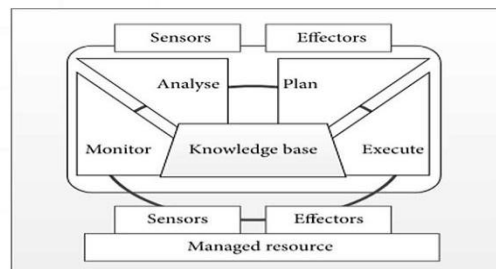 Sensors Effectors
Analyse Plan
Monitor Knowledge base Execute
Sensors Effectors
Managed resource